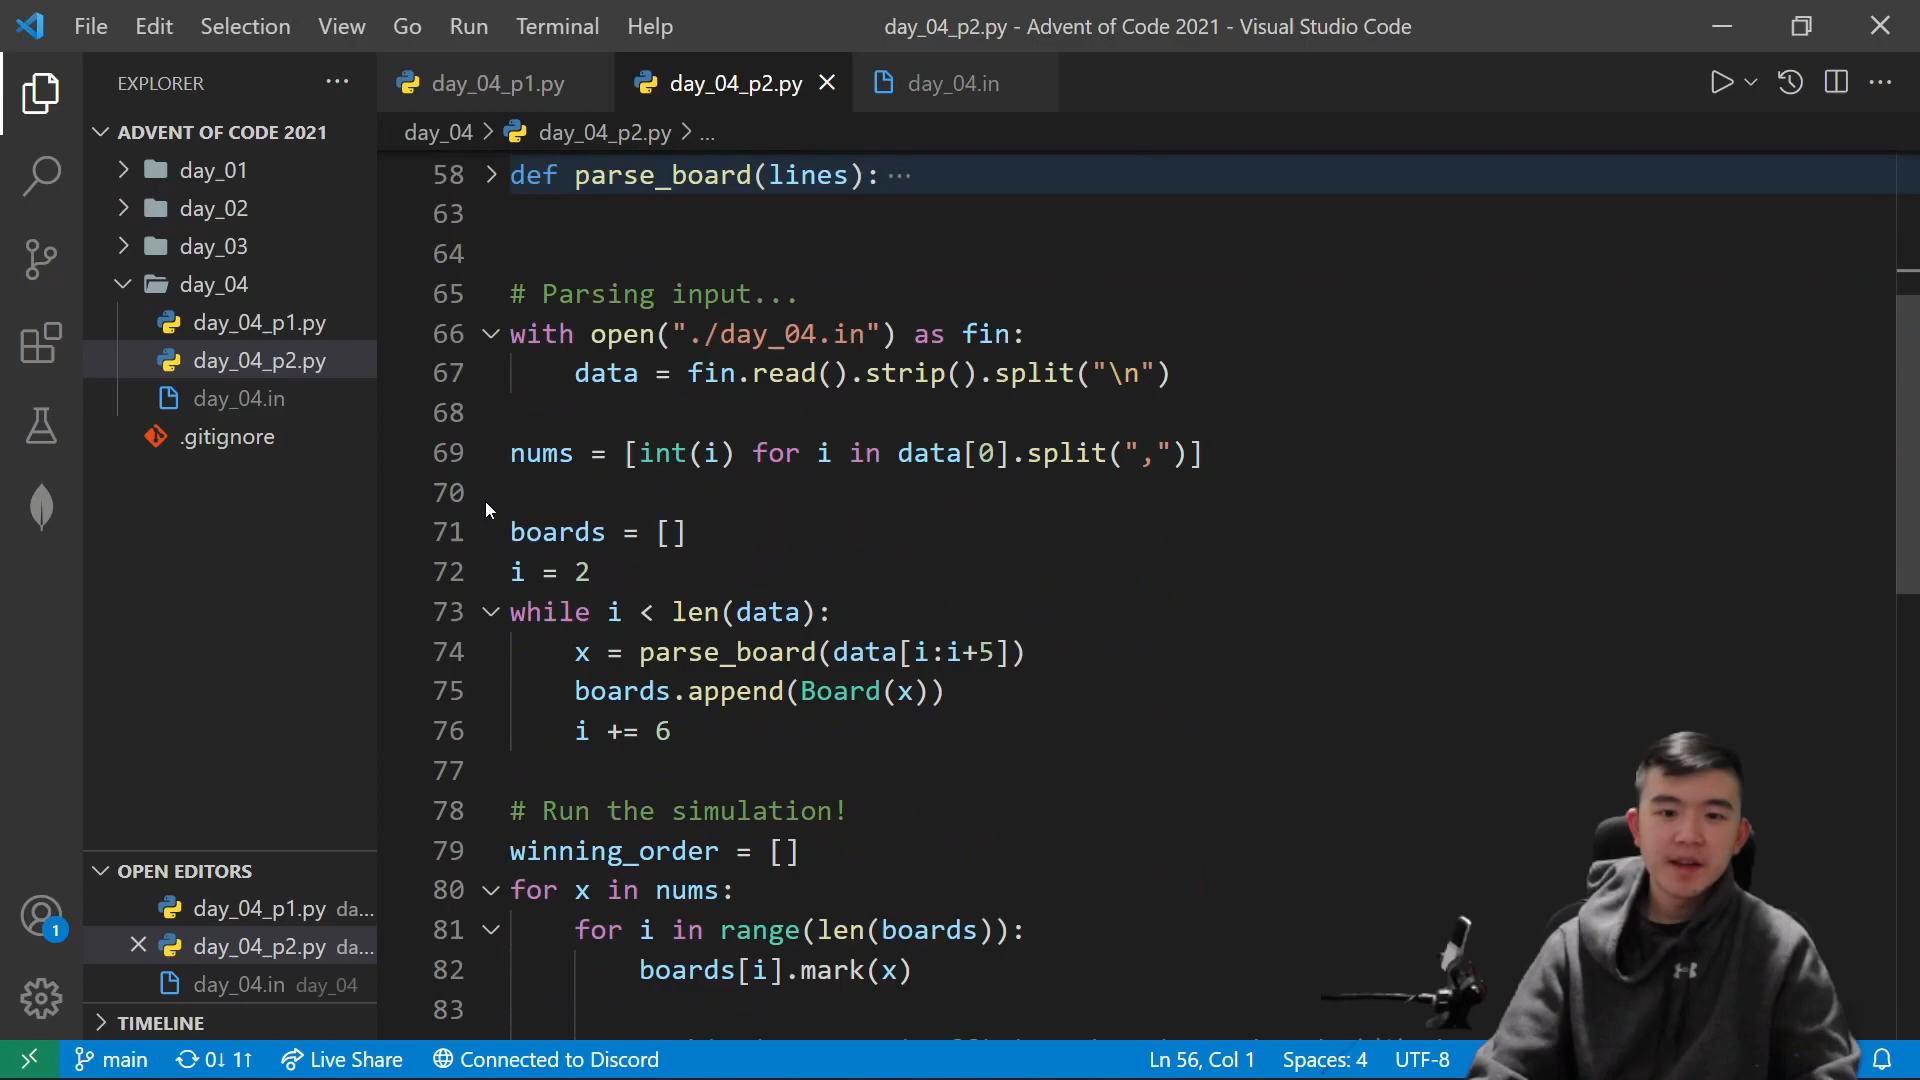 File Edit Selection View Go Run Terminal Help
day_04_p2.py - Advent of Code 2021 - Visual Studio Code
EXPLORER
ADVENT OF CODE 2021
day_01
day_02
day_03
day_04
day_04_p1.py
day_04_p2.py
day_04.in
.gitignore
OPEN EDITORS
day_04_p1.py da...
day_04_p2.py da...
day_04.in day_04
TIMELINE
day_04_p1.py
day_04_p2.py
day_04.in
day_04 > day_04_p2.py > ...
58 def parse_board(lines): ...
63
64
65 # Parsing input...
66 with open("./day_04.in") as fin:
67 data = fin.read().strip().split("\n")
68
69 nums = [int(i) for i in data[0].split(",")]
70
71 boards = []
72 i = 2
73 while i < len(data):
74 x = parse_board(data[i:i+5])
75 boards.append(Board(x))
76 i += 6
77
78 # Run the simulation!
79 winning_order = []
80 for x in nums:
81 for i in range(len(boards)):
82 boards[i].mark(x)
83
1
main 0↓ 1↑ Live Share Connected to Discord
Ln 56, Col 1 Spaces: 4 UTF-8